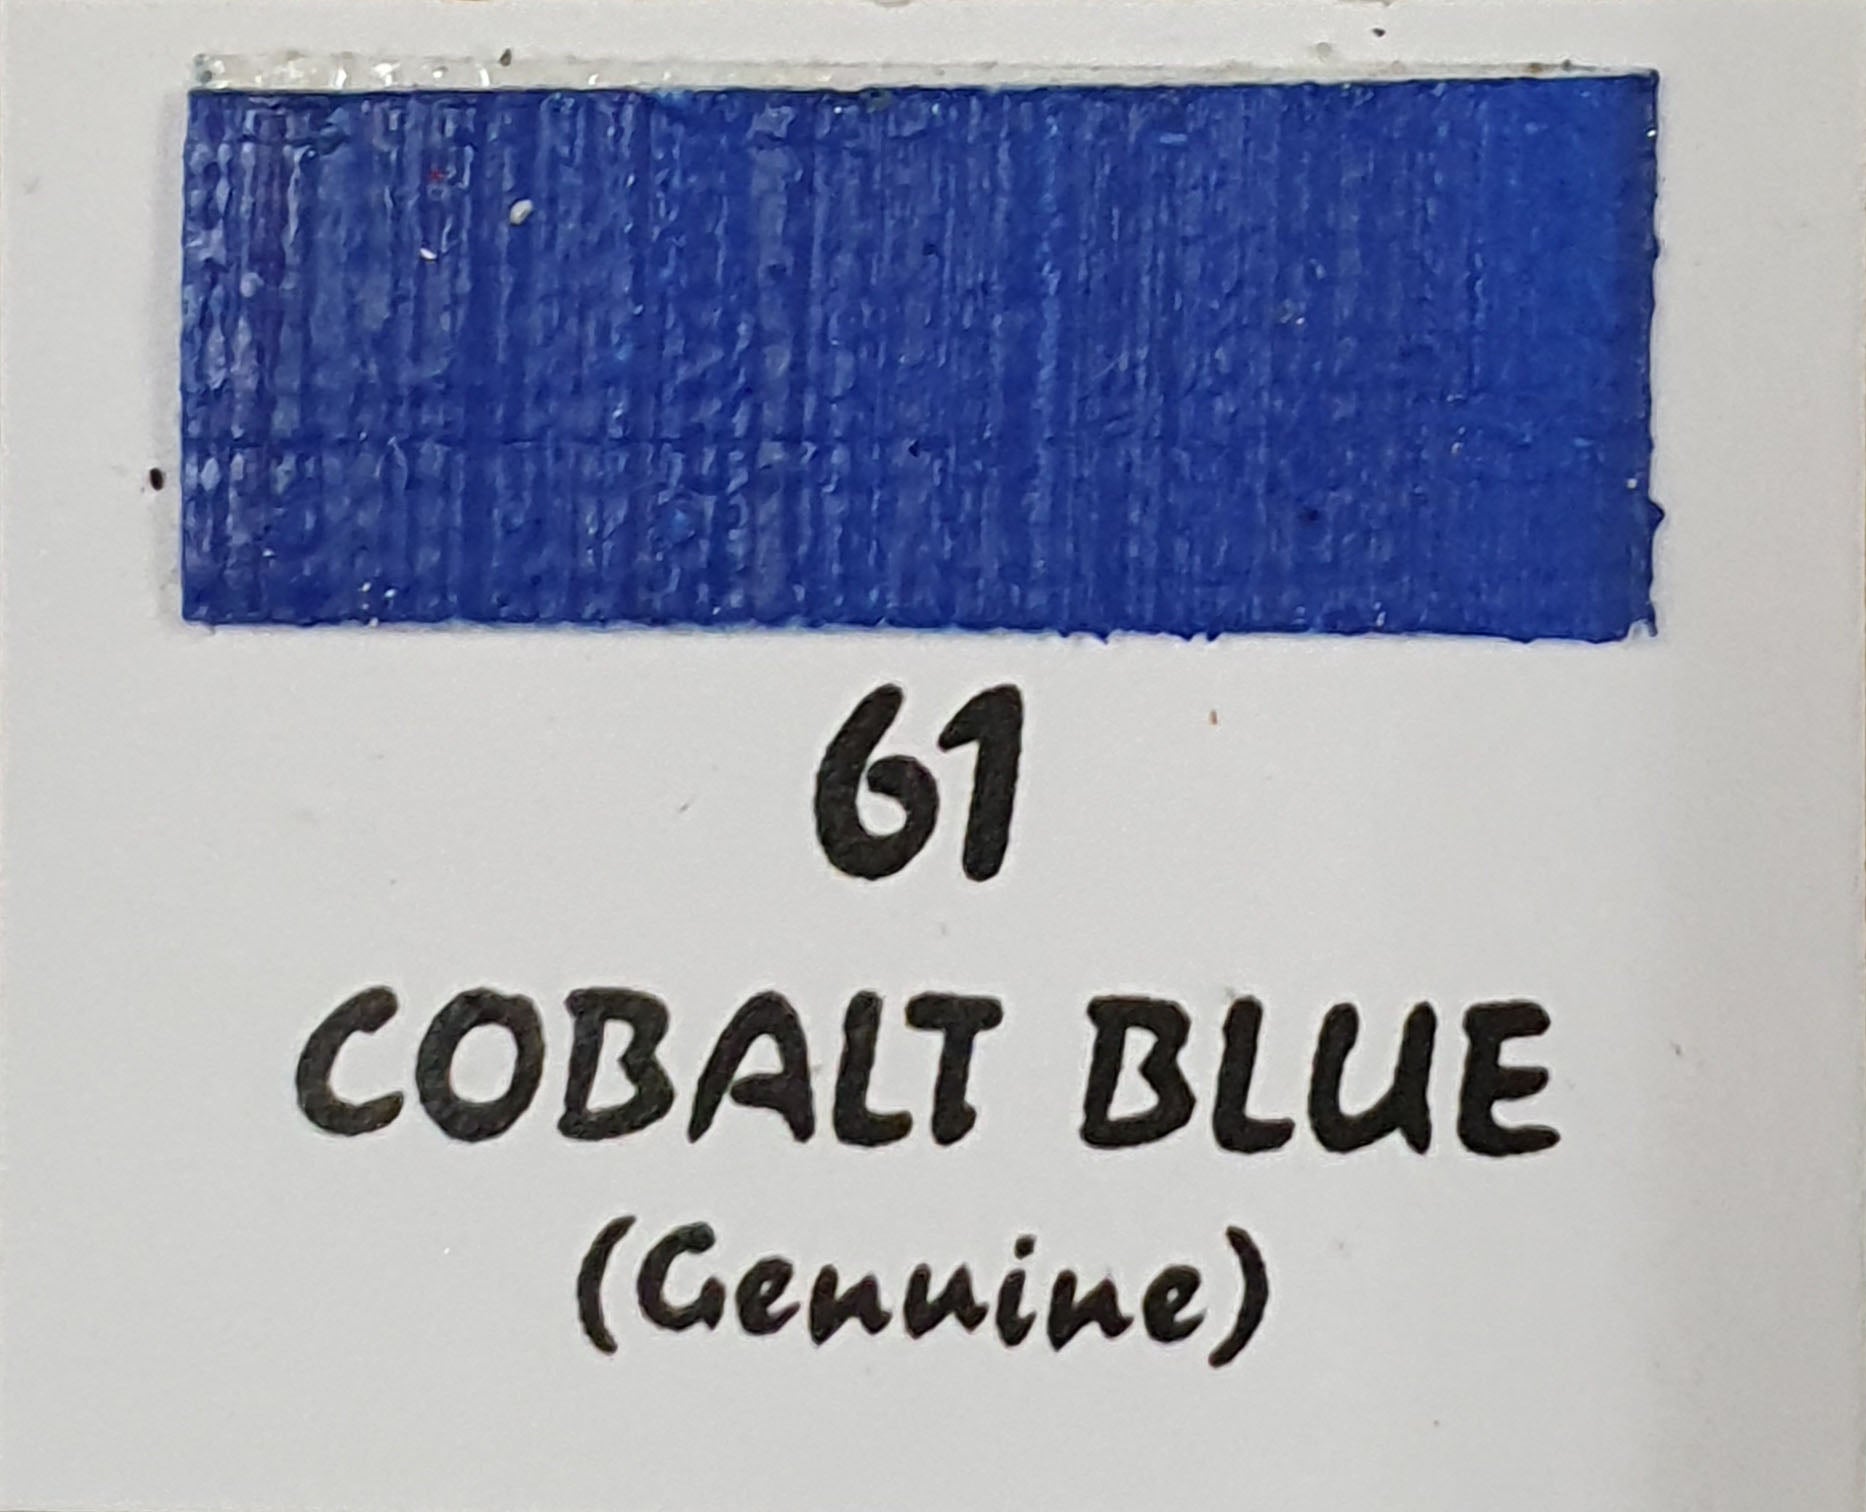 61
COBALT BLUE
(Genuine)